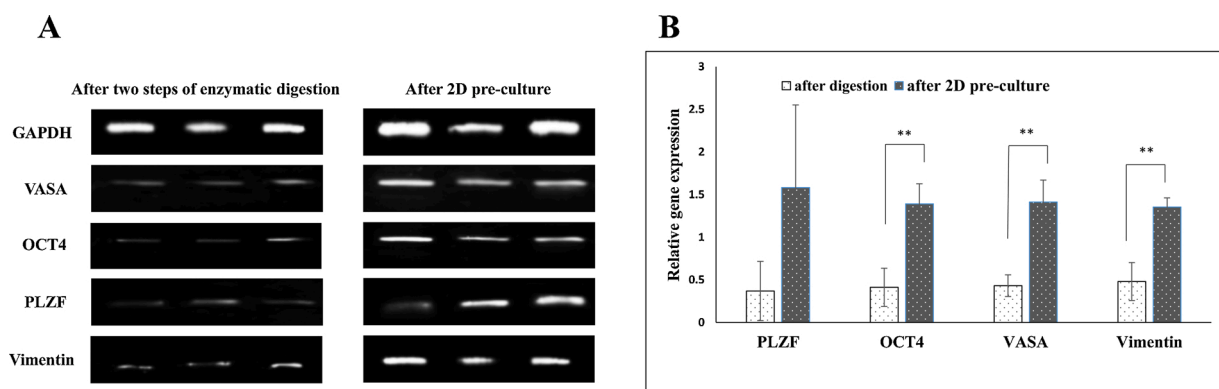 A
After two steps of enzymatic digestion
After 2D pre-culture
GAPDH
VASA
OCT4
PLZF
Vimentin
B
3
2.5
2
1.5
1
0.5
0
Relative gene expression
after digestion
after 2D pre-culture
**
**
**
PLZF
OCT4
VASA
Vimentin